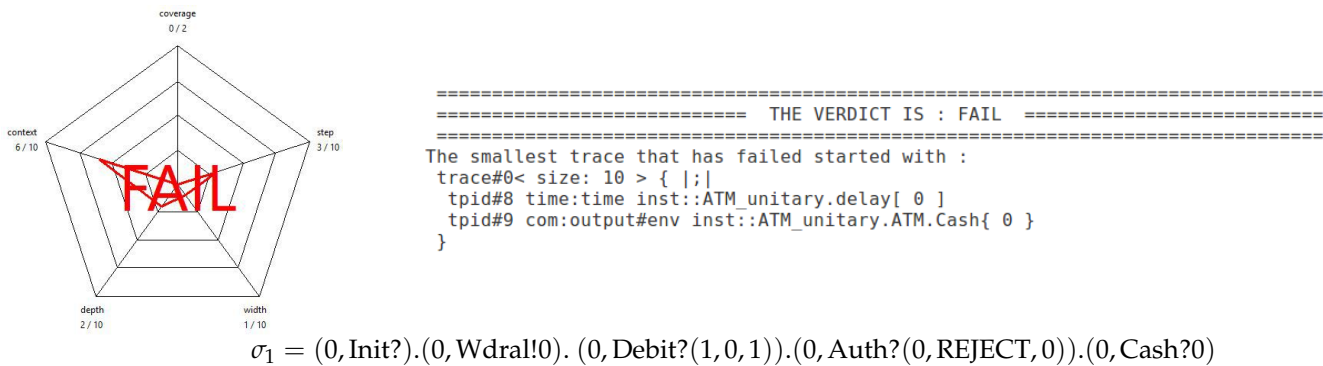 coverage
0 / 2
context
6 / 10
step
3 / 10
FAIL
depth
2 / 10
width
1 / 10
================================================================================
============================ THE VERDICT IS : FAIL ===========================
================================================================================
The smallest trace that has failed started with :
trace#0< size: 10 > { |;|
tpid#8 time:time inst::ATM_unitary.delay[ 0 ]
tpid#9 com:output#env inst::ATM_unitary.ATM.Cash{ 0 }
}
σ₁ = (0, Init?).(0, Wdral!0). (0, Debit?(1, 0, 1)).(0, Auth?(0, REJECT, 0)).(0, Cash?0)